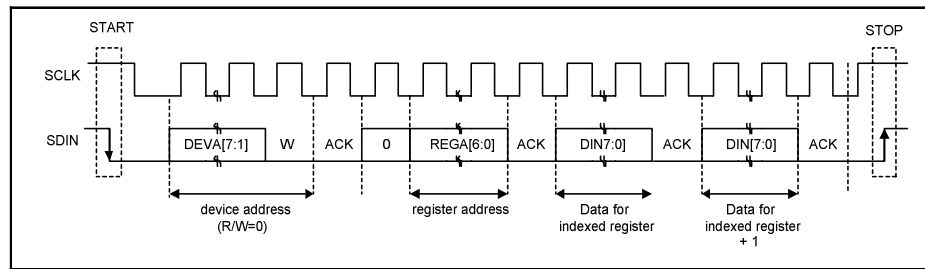 START
STOP
SCLK
SDIN
DEVA[7:1] W ACK 0 REGA[6:0] ACK DIN7:0] ACK DIN[7:0] ACK
device address
(R/W=0)
register address
Data for
indexed register
Data for
indexed register
+ 1